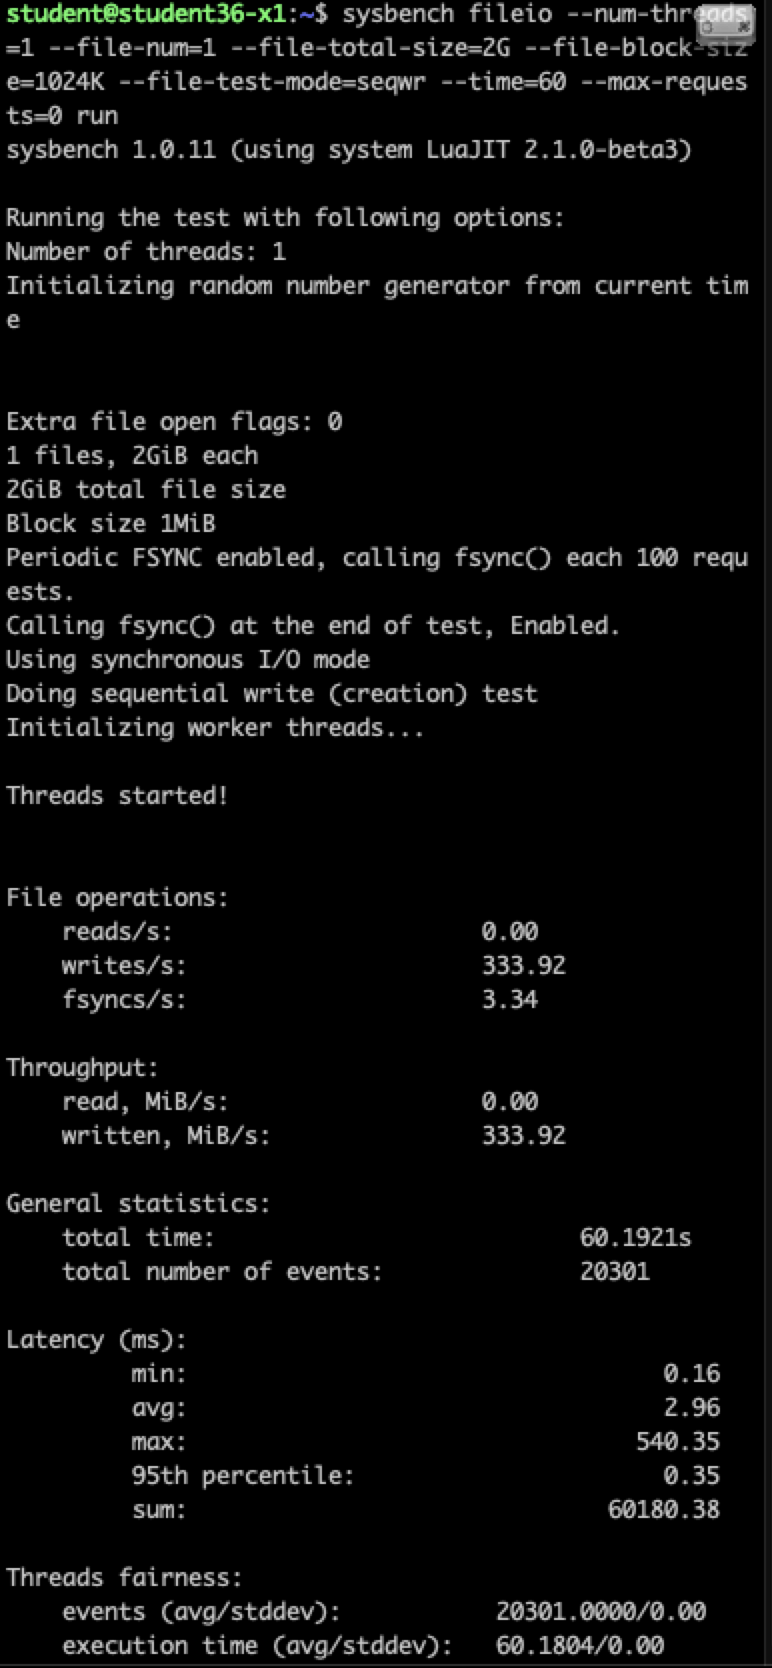 student@student36-x1:~$ sysbench fileio --num-threads
=1 --file-num=1 --file-total-size=2G --file-block-siz
e=1024K --file-test-mode=seqwr --time=60 --max-reques
ts=0 run
sysbench 1.0.11 (using system LuaJIT 2.1.0-beta3)
Running the test with following options:
Number of threads: 1
Initializing random number generator from current tim
e
Extra file open flags: 0
1 files, 2GiB each
2GiB total file size
Block size 1MiB
Periodic FSYNC enabled, calling fsync() each 100 requ
ests.
Calling fsync() at the end of test, Enabled.
Using synchronous I/O mode
Doing sequential write (creation) test
Initializing worker threads...
Threads started!
File operations:
reads/s: 0.00
writes/s: 333.92
fsyncs/s: 3.34
Throughput:
read, MiB/s: 0.00
written, MiB/s: 333.92
General statistics:
total time: 60.1921s
total number of events: 20301
Latency (ms):
min: 0.16
avg: 2.96
max: 540.35
95th percentile: 0.35
sum: 60180.38
Threads fairness:
events (avg/stddev): 20301.0000/0.00
execution time (avg/stddev): 60.1804/0.00